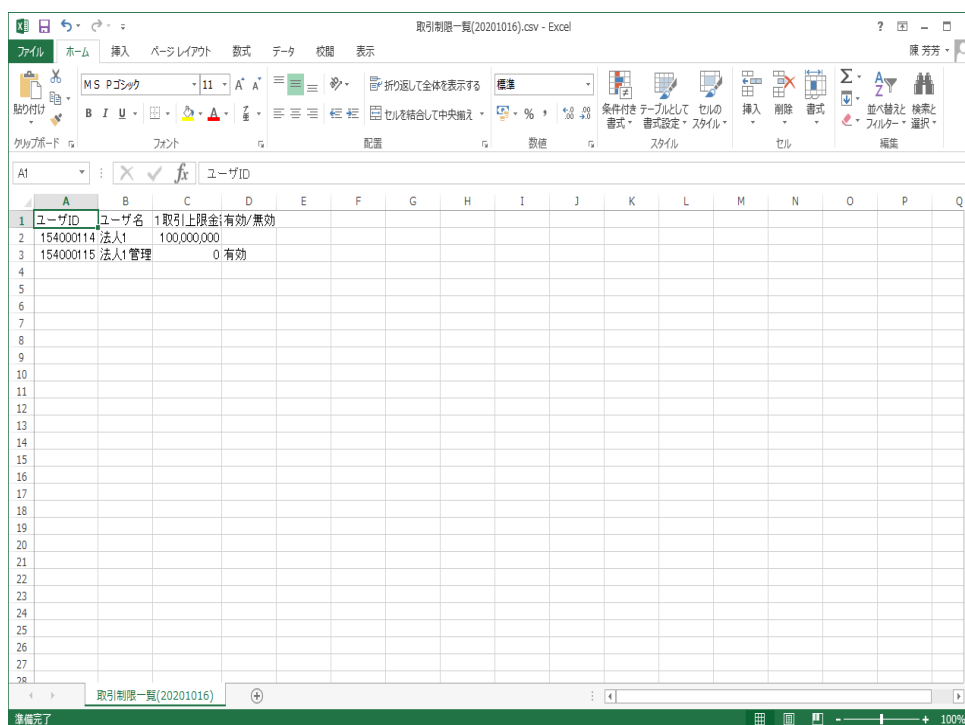 取引制限一覧(20201016).csv - Excel
?
ファイル ホーム 挿入 ページ レイアウト 数式 データ 校閲 表示 陳 芳芳
貼り付け
MS Pゴシック 11 A A
B I U A
折り返して全体を表示する
セルを結合して中央揃え
標準
% ,
条件付き書式
テーブルとして書式設定
セルのスタイル
挿入 削除 書式
Σ
並べ替えとフィルター
検索と選択
クリップボード フォント 配置 数値 スタイル セル 編集
A1 fx ユーザID
A B C D E F G H I J K L M N O P Q
1 ユーザID ユーザ名 1取引上限金 有効/無効
2 154000114 法人1 100,000,000
3 154000115 法人1管理 0 有効
4
5
6
7
8
9
10
11
12
13
14
15
16
17
18
19
20
21
22
23
24
25
26
27
28
取引制限一覧(20201016)
準備完了 100%